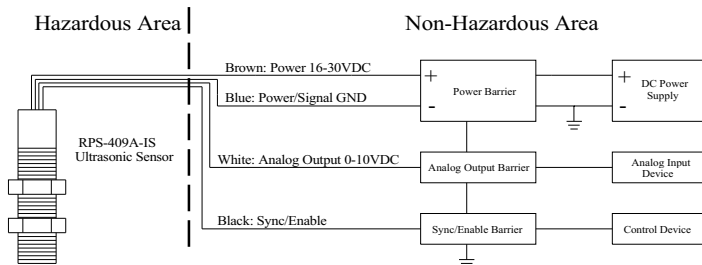 Hazardous Area
Non-Hazardous Area
Brown: Power 16-30VDC
+
Power Barrier
-
+
DC Power
Supply
-
Blue: Power/Signal GND
RPS-409A-IS
Ultrasonic Sensor
White: Analog Output 0-10VDC
Analog Output Barrier
Analog Input
Device
Black: Sync/Enable
Sync/Enable Barrier
Control Device